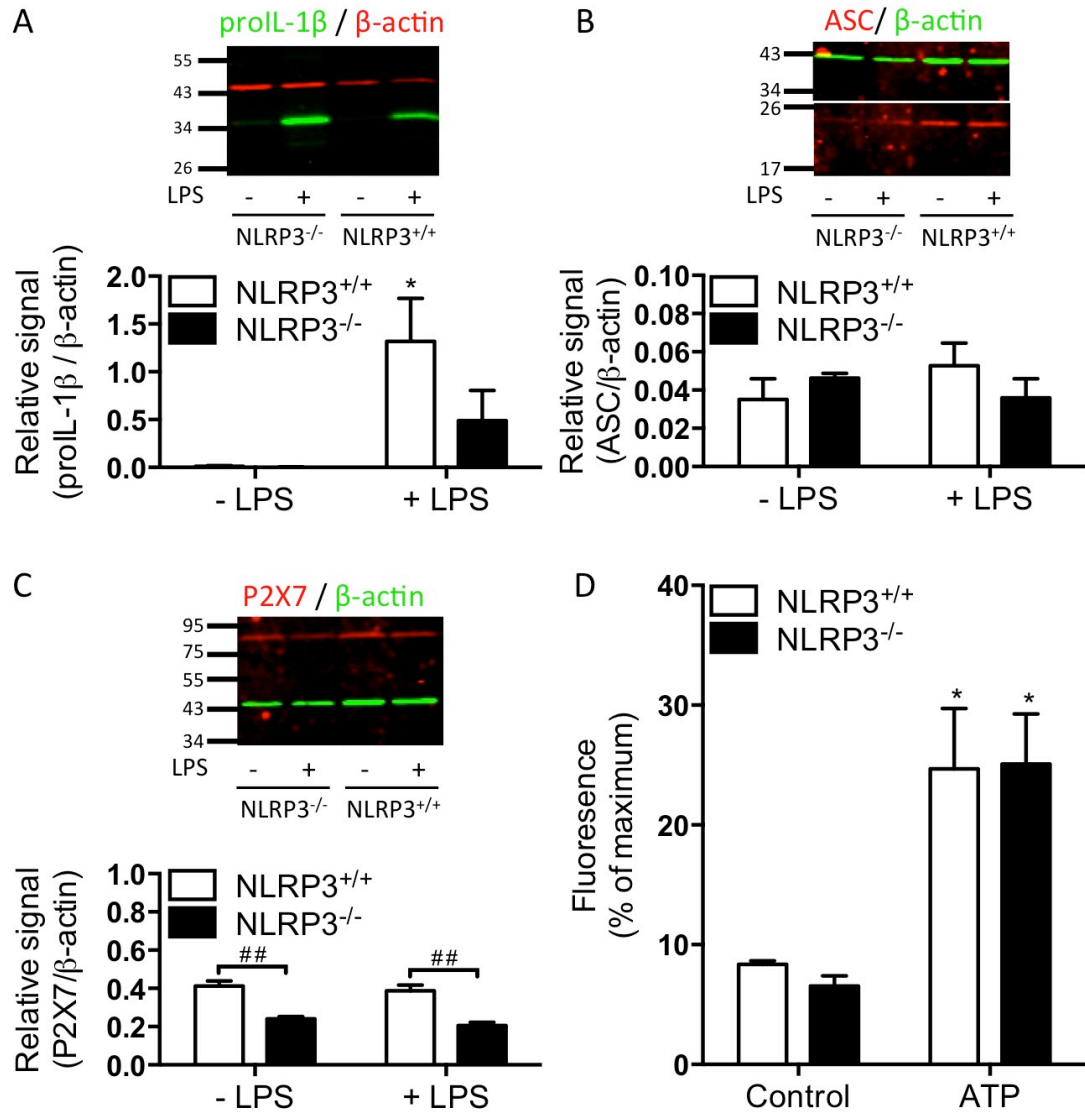 A
proIL-1β / β-actin
55
43
34
26
LPS - + - +
NLRP3-/- NLRP3+/+
Relative signal
(proIL-1β / β-actin)
2.0
1.5
1.0
0.5
0.0
NLRP3+/+
NLRP3-/-
*
- LPS + LPS
B
ASC/ β-actin
43
34
26
17
LPS - + - +
NLRP3-/- NLRP3+/+
Relative signal
(ASC/β-actin)
0.10
0.08
0.06
0.04
0.02
0.00
NLRP3+/+
NLRP3-/-
- LPS + LPS
C
P2X7 / β-actin
95
75
55
43
34
LPS - + - +
NLRP3-/- NLRP3+/+
Relative signal
(P2X7/β-actin)
1.0
0.8
0.6
0.4
0.2
0.0
NLRP3+/+
NLRP3-/-
## ##
- LPS + LPS
D
Fluoresence
(% of maximum)
40
30
20
10
0
NLRP3+/+
NLRP3-/-
* *
Control ATP